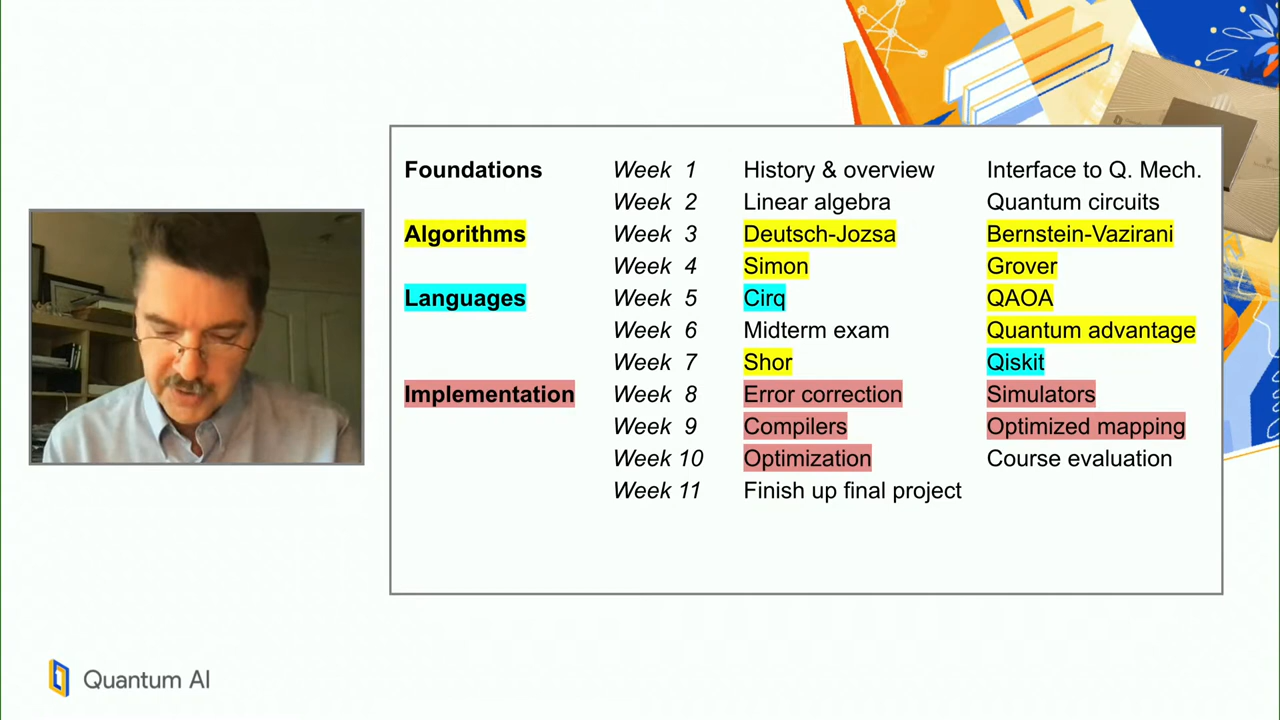 Foundations Week 1 History & overview Interface to Q. Mech.
Week 2 Linear algebra Quantum circuits
Algorithms Week 3 Deutsch-Jozsa Bernstein-Vazirani
Week 4 Simon Grover
Languages Week 5 Cirq QAOA
Week 6 Midterm exam Quantum advantage
Week 7 Shor Qiskit
Implementation Week 8 Error correction Simulators
Week 9 Compilers Optimized mapping
Week 10 Optimization Course evaluation
Week 11 Finish up final project
Quantum AI